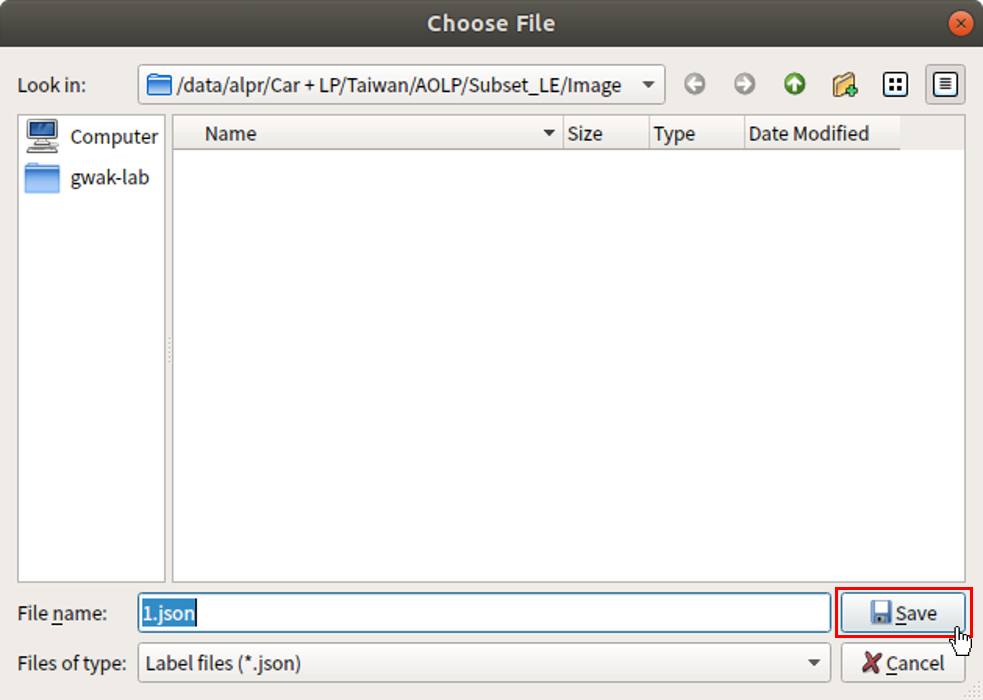 Choose File
Look in: /data/alpr/Car + LP/Taiwan/AOLP/Subset_LE/Image
Computer
gwak-lab
Name Size Type Date Modified
File name: 1.json Save
Files of type: Label files (*.json) Cancel